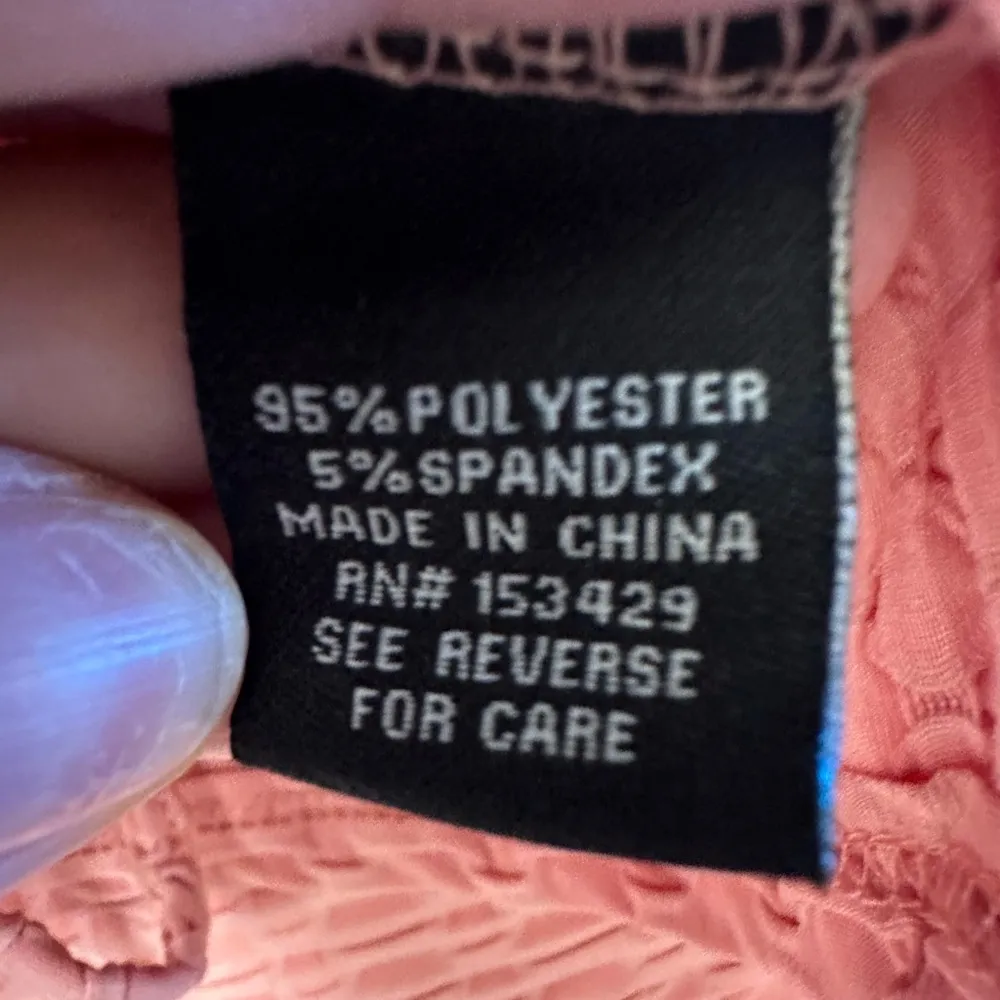 95%POLYESTER
5%SPANDEX
MADE IN CHINA
RN# 153429
SEE REVERSE
FOR CARE